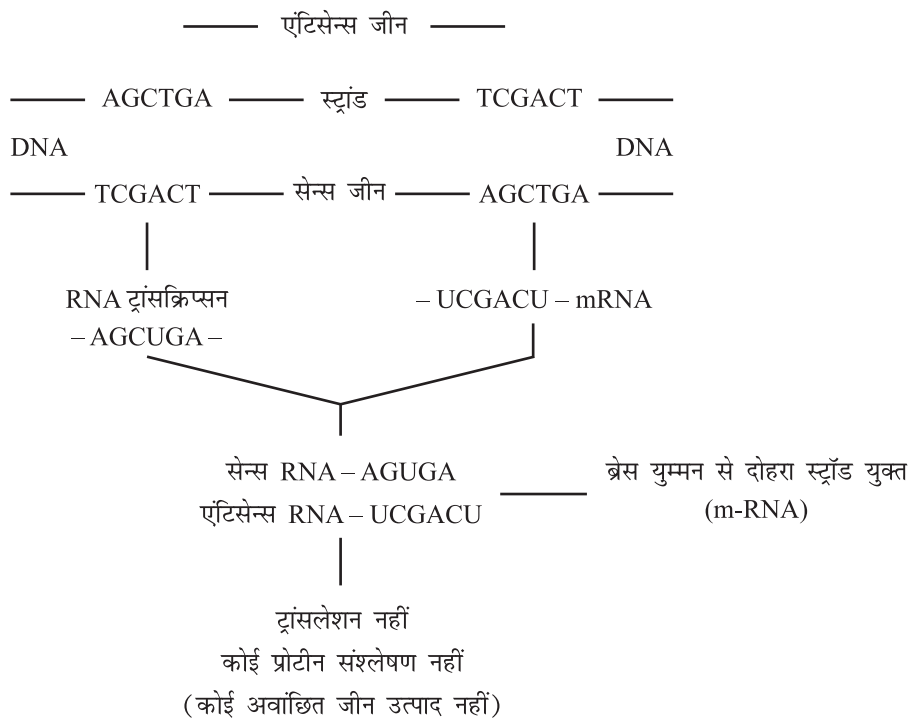 एंटिसेन्स जीन
AGCTGA स्ट्रांड TCGACT
DNA DNA
TCGACT सेन्स जीन AGCTGA
RNA ट्रांसक्रिप्सन – UCGACU – mRNA
– AGCUGA –
सेन्स RNA – AGUGA ब्रेस युम्मन से दोहरा स्ट्रॉड युक्त
एंटिसेन्स RNA – UCGACU (m-RNA)
ट्रांसलेशन नहीं
कोई प्रोटीन संश्लेषण नहीं
(कोई अवांछित जीन उत्पाद नहीं)